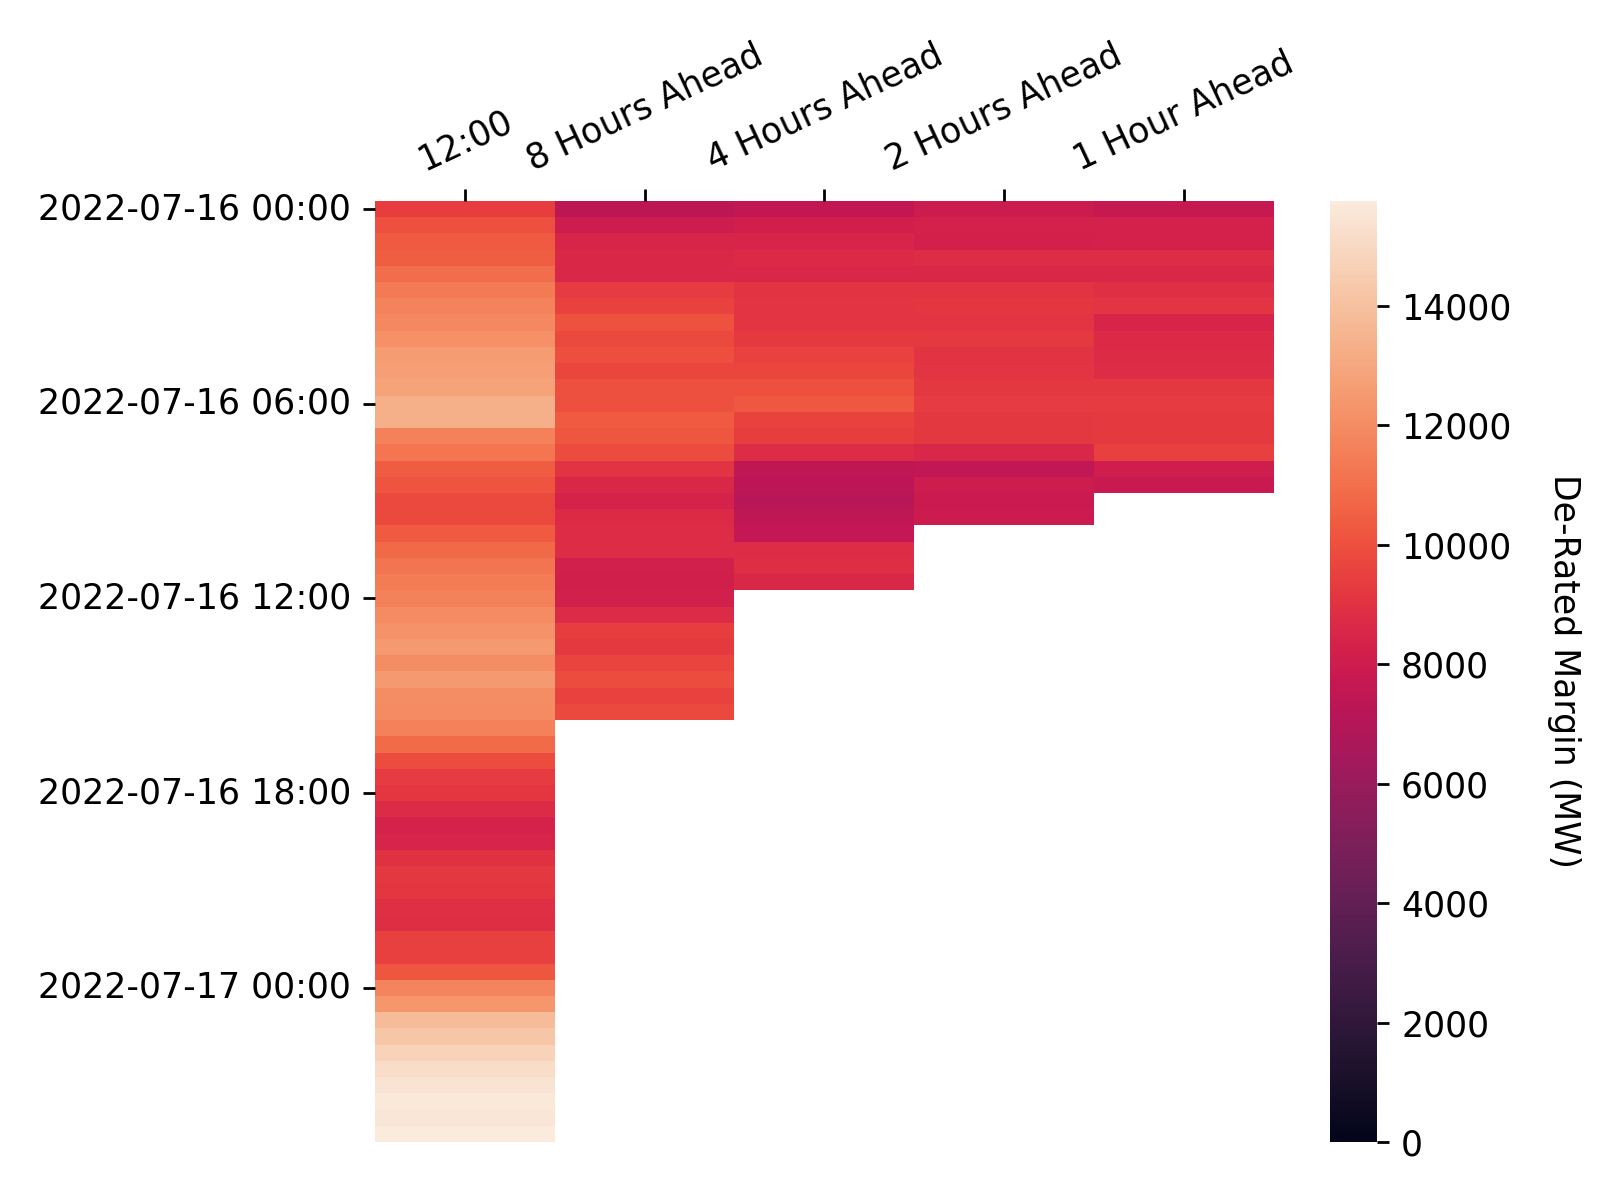 12:00
8 Hours Ahead
4 Hours Ahead
2 Hours Ahead
1 Hour Ahead
2022-07-16 00:00
2022-07-16 06:00
2022-07-16 12:00
2022-07-16 18:00
2022-07-17 00:00
14000
12000
10000
8000
6000
4000
2000
0
De-Rated Margin (MW)